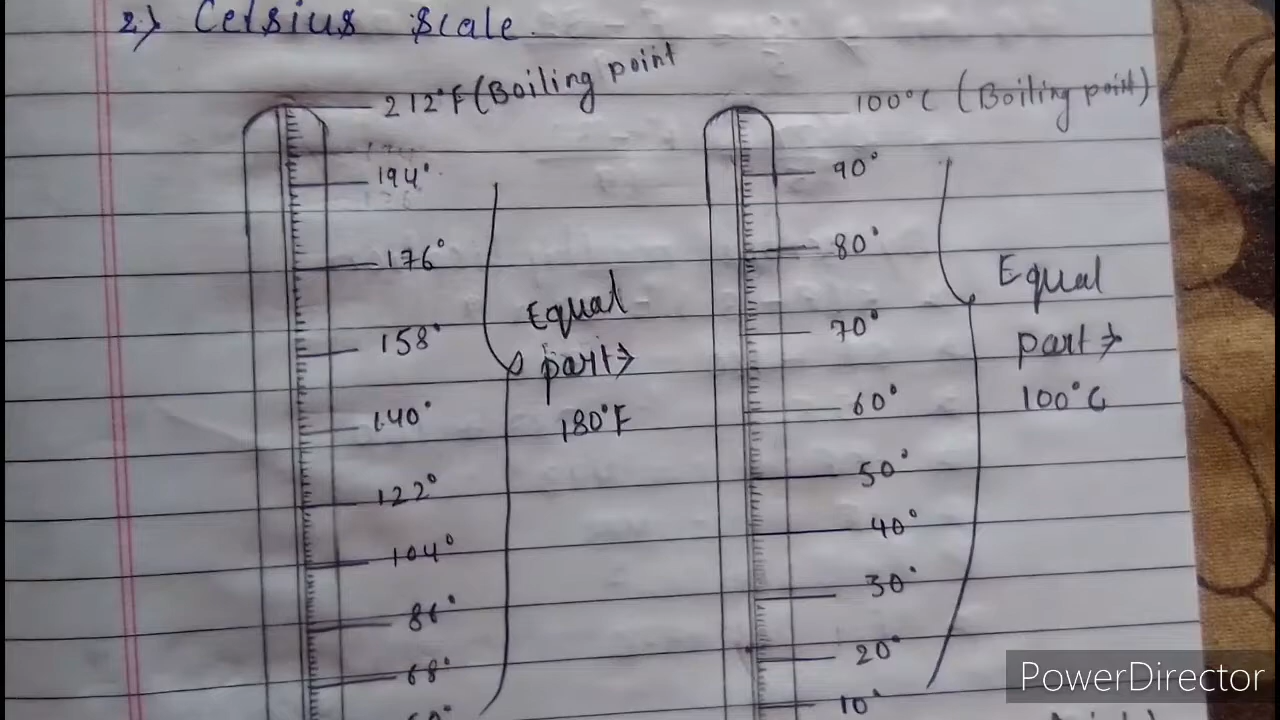 2.) Celsius Scale.
212°F (Boiling point
194°
176°
158°
140°
122°
104°
86°
68°
Equal
part →
180°F
100°C (Boiling point)
90°
80°
70°
60°
50°
40°
30°
20°
10°
Equal
part →
100°C
PowerDirector